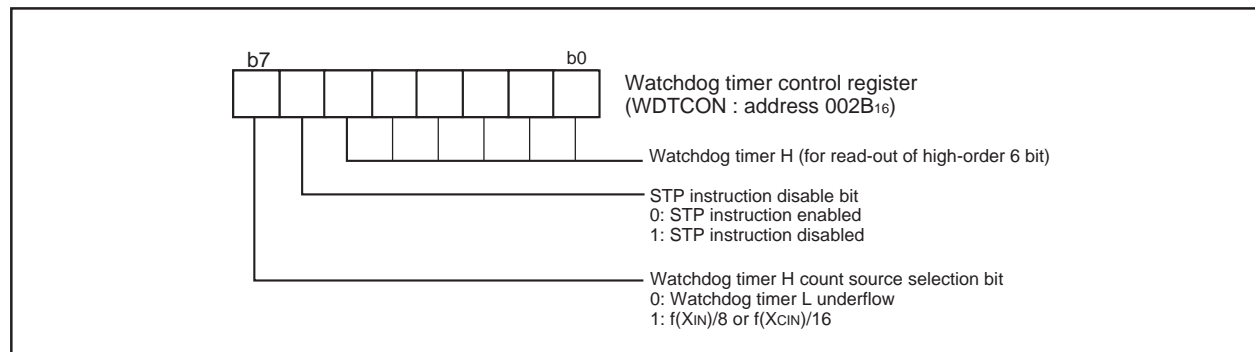 b7
b0
Watchdog timer control register
(WDTCON : address 002B₁₆)
Watchdog timer H (for read-out of high-order 6 bit)
STP instruction disable bit
0: STP instruction enabled
1: STP instruction disabled
Watchdog timer H count source selection bit
0: Watchdog timer L underflow
1: f(XIN)/8 or f(XCIN)/16